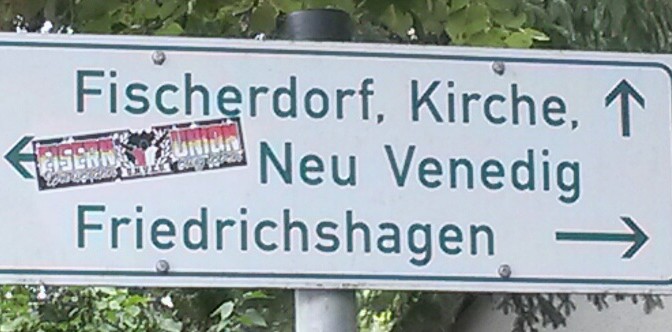 Fischerdorf, Kirche,
EISERN UNION
Neu Venedig
Friedrichshagen